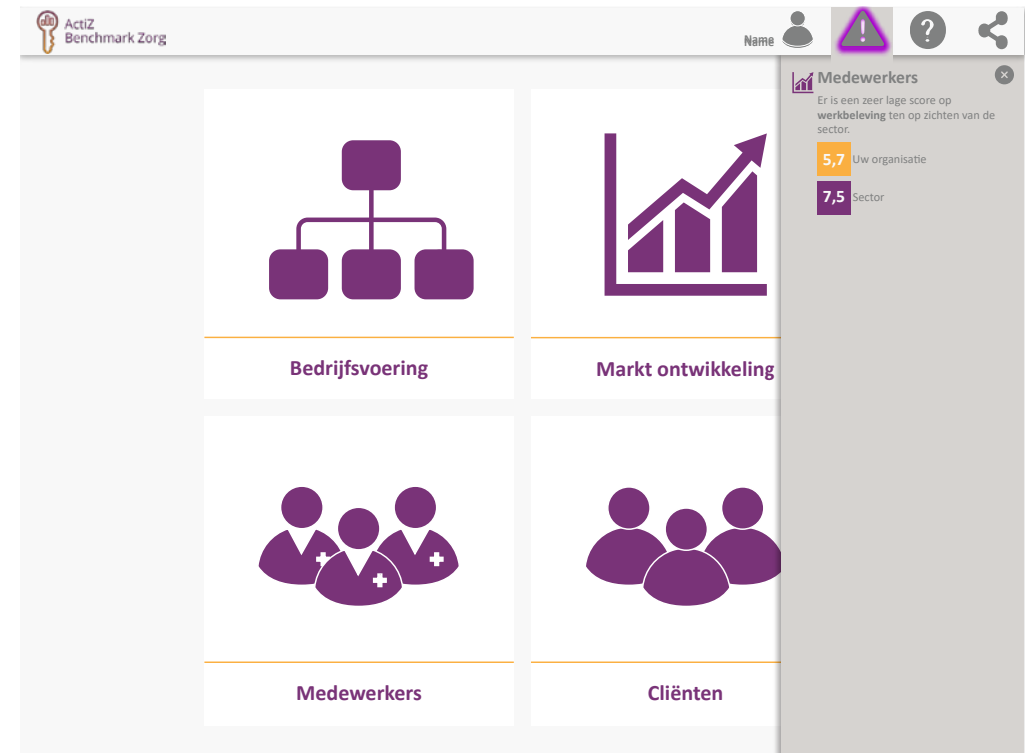 ActiZ
Benchmark Zorg
Name
Medewerkers
Er is een zeer lage score op
werkbeleving ten op zichten van de
sector.
5,7 Uw organisatie
7,5 Sector
Bedrijfsvoering
Markt ontwikkeling
Medewerkers
Cliënten